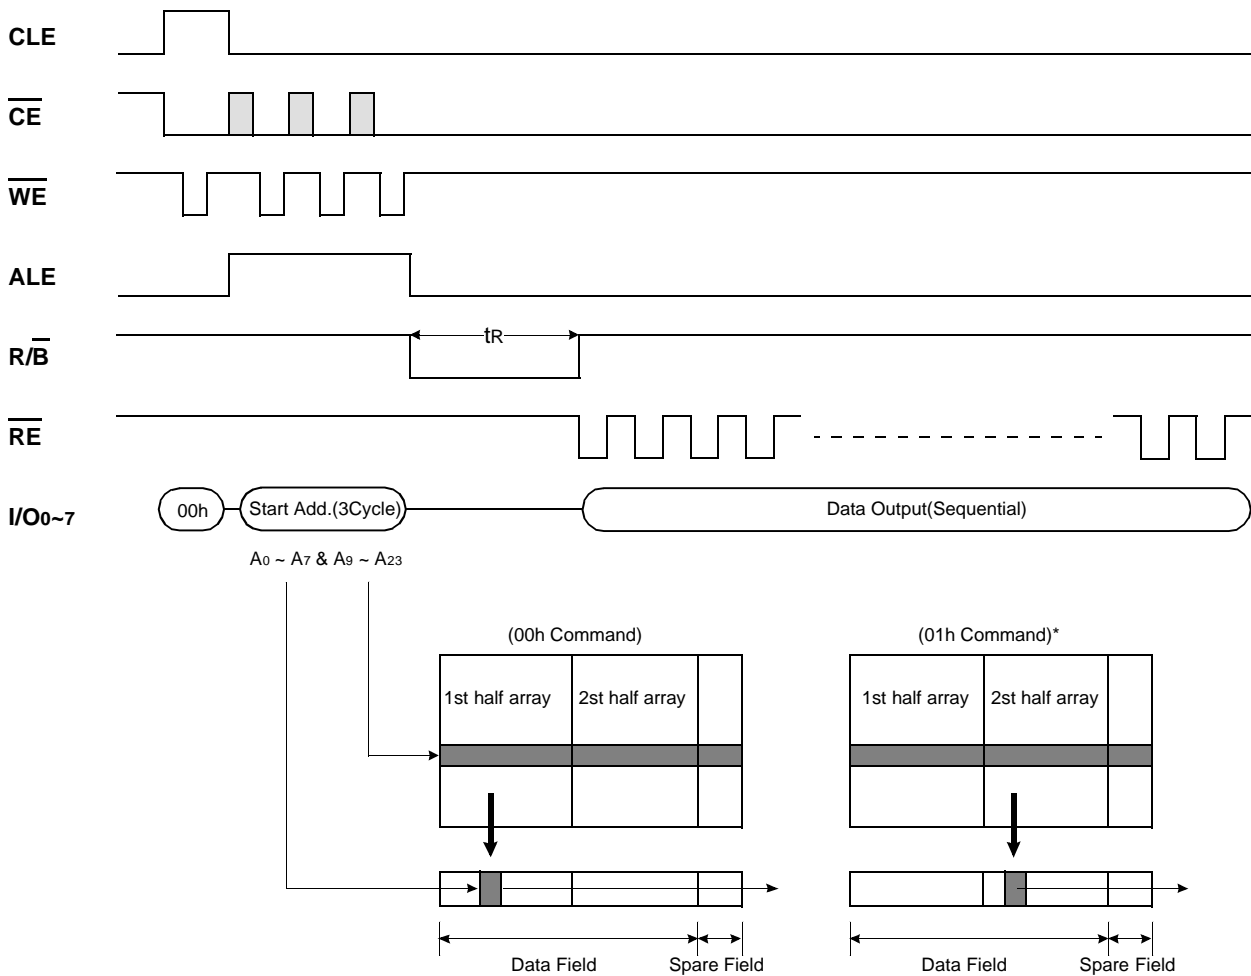 CLE
CE
WE
ALE
R/B
tR
RE
I/O0~7
00h
Start Add.(3Cycle)
Data Output(Sequential)
A0 ~ A7 & A9 ~ A23
(00h Command)
(01h Command)*
1st half array
2st half array
1st half array
2st half array
Data Field
Spare Field
Data Field
Spare Field